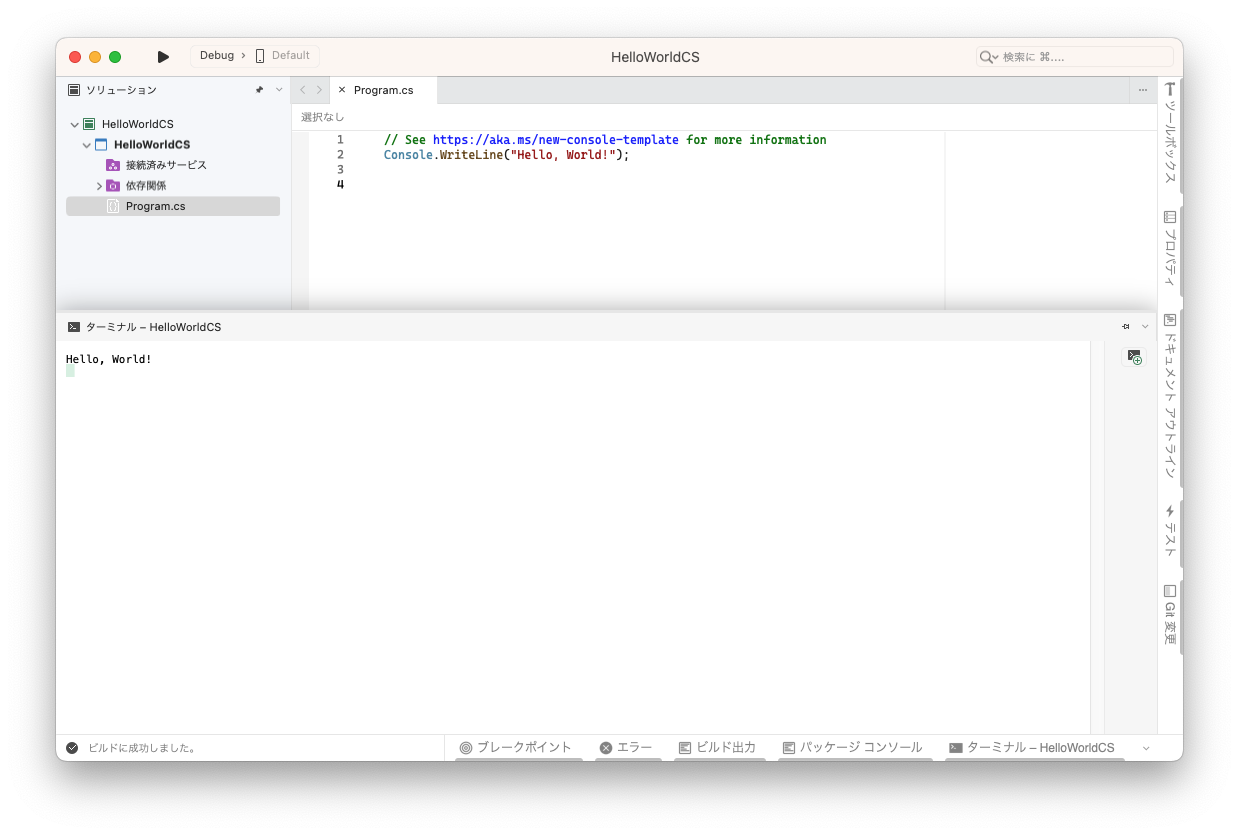 Debug › Default
HelloWorldCS
検索に ⌘....
ソリューション
Program.cs
選択なし
HelloWorldCS
HelloWorldCS
接続済みサービス
依存関係
Program.cs
1 // See https://aka.ms/new-console-template for more information
2 Console.WriteLine("Hello, World!");
3
4
ツールボックス
プロパティ
ドキュメント アウトライン
テスト
Git 変更
ターミナル – HelloWorldCS
Hello, World!
ビルドに成功しました。
ブレークポイント
エラー
ビルド出力
パッケージ コンソール
ターミナル – HelloWorldCS